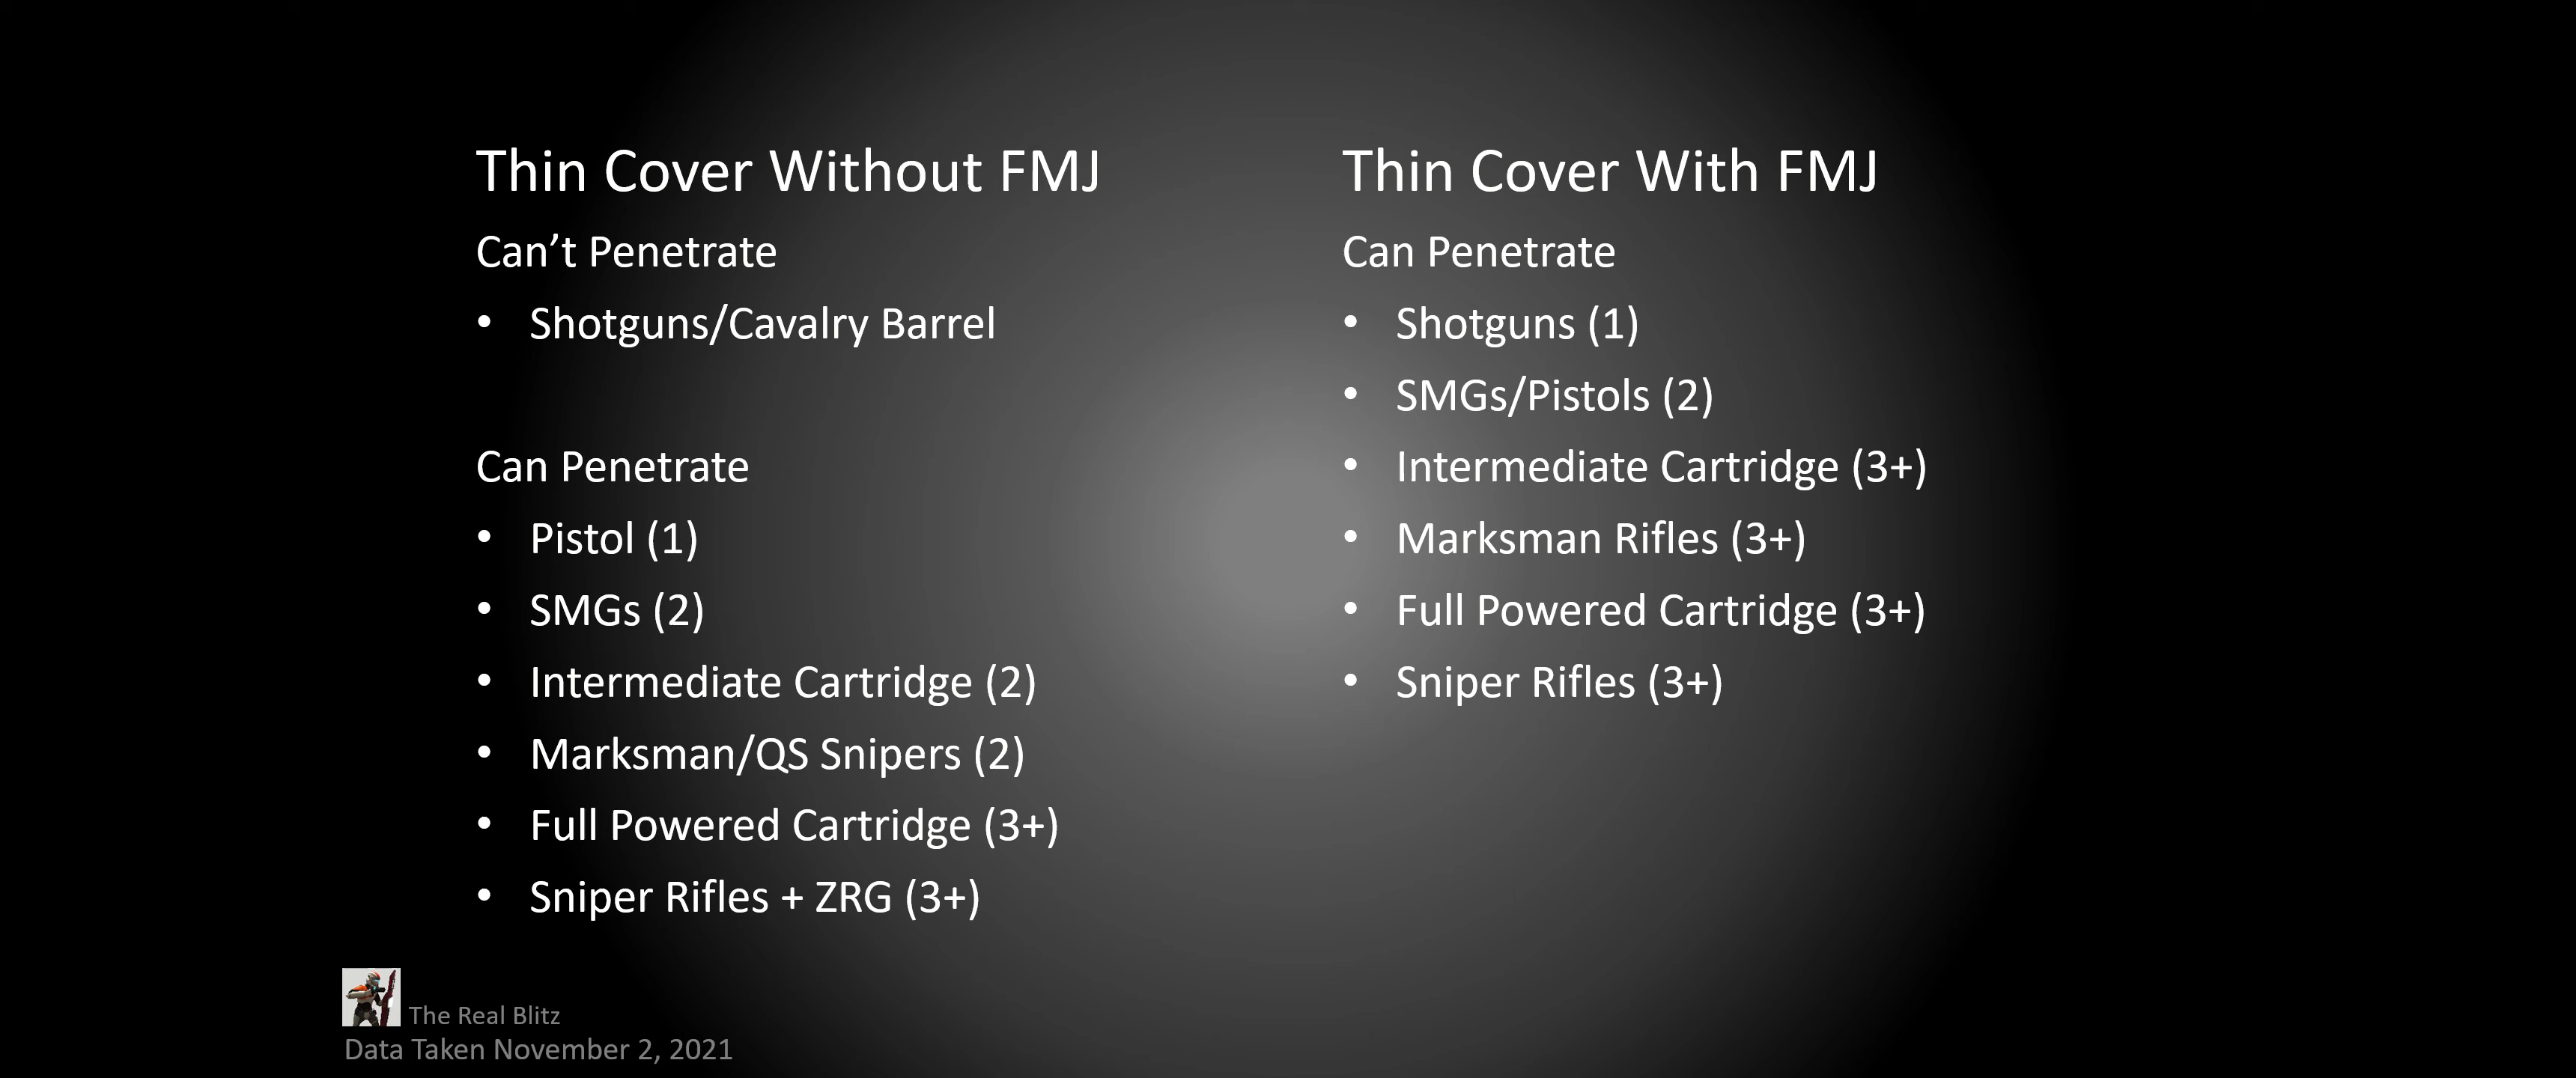 Thin Cover Without FMJ
Can’t Penetrate
• Shotguns/Cavalry Barrel
Can Penetrate
• Pistol (1)
• SMGs (2)
• Intermediate Cartridge (2)
• Marksman/QS Snipers (2)
• Full Powered Cartridge (3+)
• Sniper Rifles + ZRG (3+)
Thin Cover With FMJ
Can Penetrate
• Shotguns (1)
• SMGs/Pistols (2)
• Intermediate Cartridge (3+)
• Marksman Rifles (3+)
• Full Powered Cartridge (3+)
• Sniper Rifles (3+)
The Real Blitz
Data Taken November 2, 2021